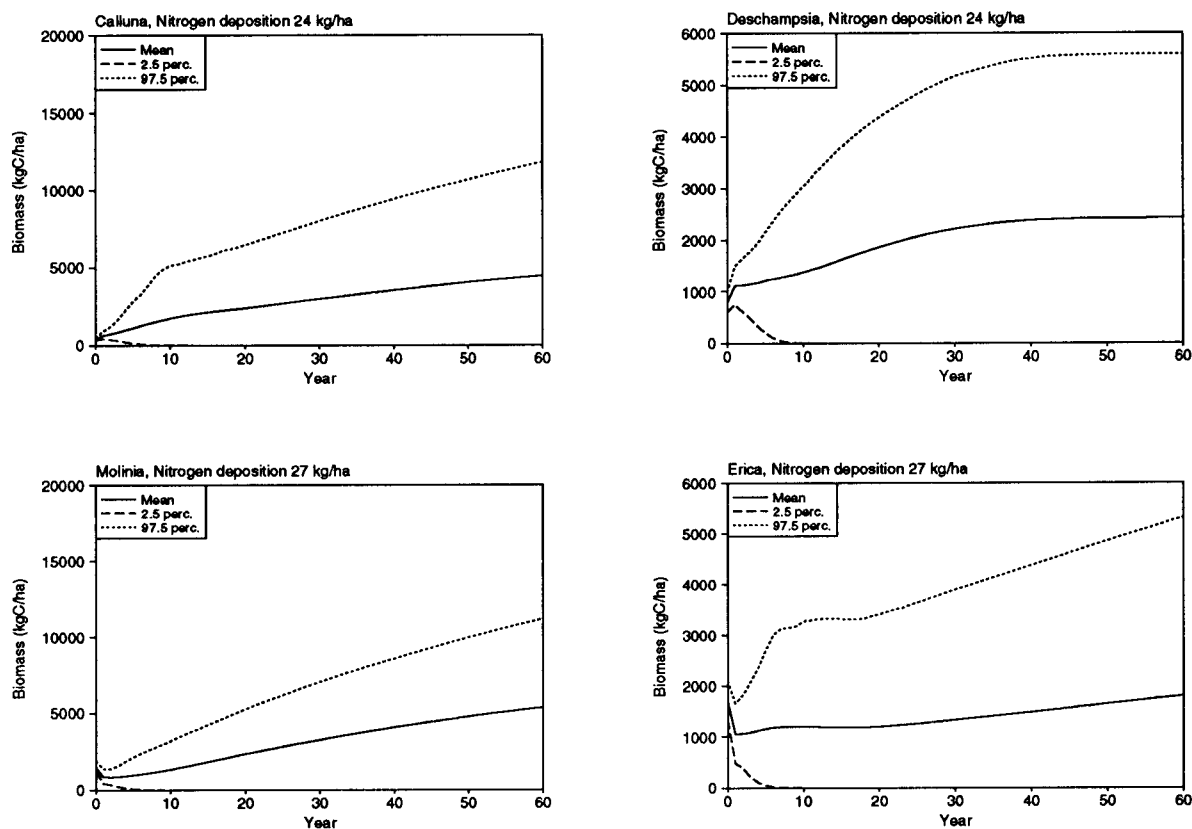 Calluna, Nitrogen deposition 24 kg/ha
20000
15000
10000
5000
0
Biomass (kgC/ha)
Mean
2.5 perc.
97.5 perc.
0 10 20 30 40 50 60
Year
Deschampsia, Nitrogen deposition 24 kg/ha
6000
5000
4000
3000
2000
1000
0
Biomass (kgC/ha)
Mean
2.5 perc.
97.5 perc.
0 10 20 30 40 50 60
Year
Molinia, Nitrogen deposition 27 kg/ha
20000
15000
10000
5000
0
Biomass (kgC/ha)
Mean
2.5 perc.
97.5 perc.
0 10 20 30 40 50 60
Year
Erica, Nitrogen deposition 27 kg/ha
6000
5000
4000
3000
2000
1000
0
Biomass (kgC/ha)
Mean
2.5 perc.
97.5 perc.
0 10 20 30 40 50 60
Year